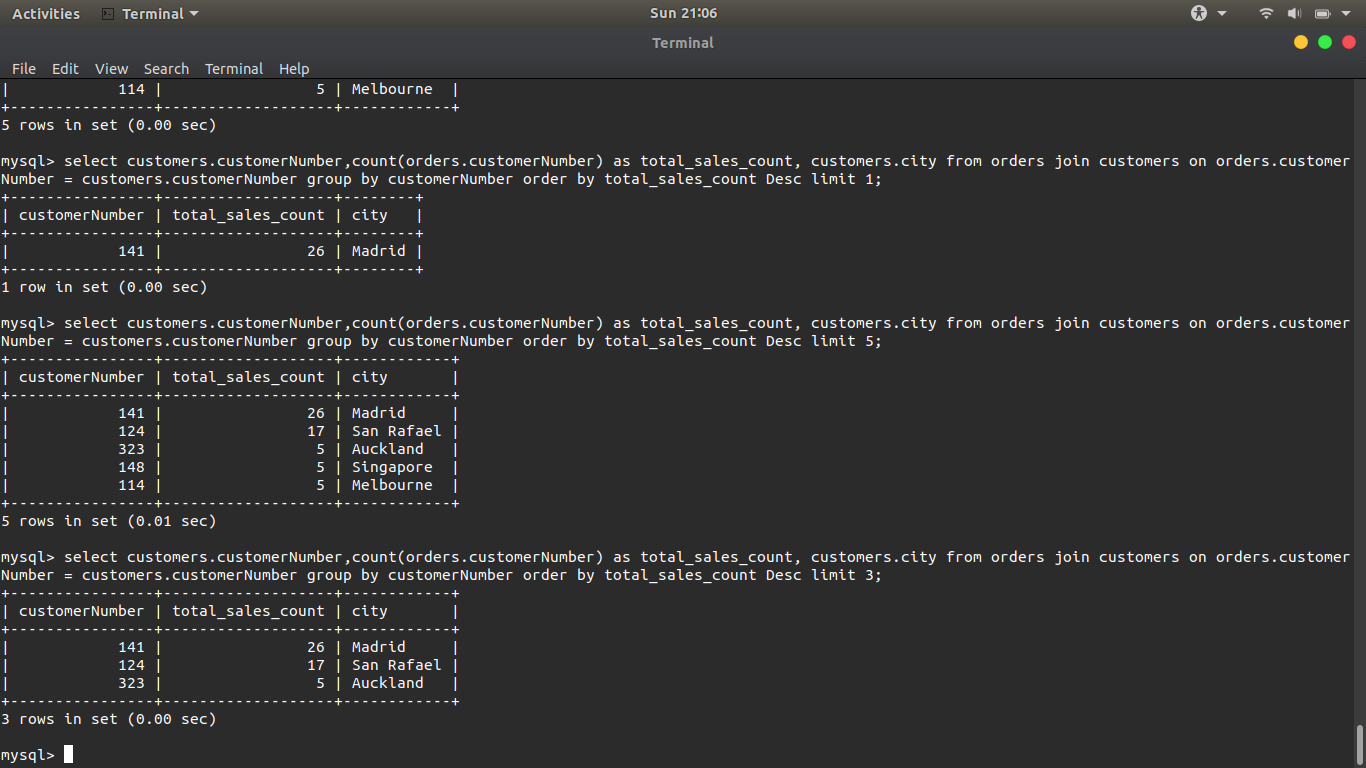 Activities Terminal Sun 21:06
Terminal
File Edit View Search Terminal Help
|             114 |                 5 | Melbourne  |
+----------------+-------------------+------------+
5 rows in set (0.00 sec)
mysql> select customers.customerNumber,count(orders.customerNumber) as total_sales_count, customers.city from orders join customers on orders.customer
Number = customers.customerNumber group by customerNumber order by total_sales_count Desc limit 1;
+----------------+-------------------+--------+
| customerNumber | total_sales_count | city   |
+----------------+-------------------+--------+
|            141 |                26 | Madrid |
+----------------+-------------------+--------+
1 row in set (0.00 sec)
mysql> select customers.customerNumber,count(orders.customerNumber) as total_sales_count, customers.city from orders join customers on orders.customer
Number = customers.customerNumber group by customerNumber order by total_sales_count Desc limit 5;
+----------------+-------------------+------------+
| customerNumber | total_sales_count | city       |
+----------------+-------------------+------------+
|            141 |                26 | Madrid     |
|            124 |                17 | San Rafael |
|            323 |                 5 | Auckland   |
|            148 |                 5 | Singapore  |
|            114 |                 5 | Melbourne  |
+----------------+-------------------+------------+
5 rows in set (0.01 sec)
mysql> select customers.customerNumber,count(orders.customerNumber) as total_sales_count, customers.city from orders join customers on orders.customer
Number = customers.customerNumber group by customerNumber order by total_sales_count Desc limit 3;
+----------------+-------------------+------------+
| customerNumber | total_sales_count | city       |
+----------------+-------------------+------------+
|            141 |                26 | Madrid     |
|            124 |                17 | San Rafael |
|            323 |                 5 | Auckland   |
+----------------+-------------------+------------+
3 rows in set (0.00 sec)
mysql>